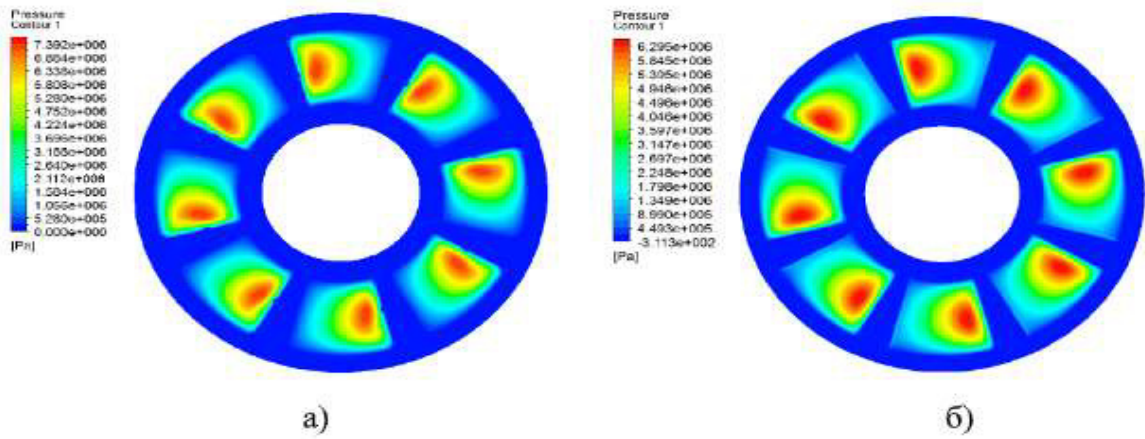 Pressure
Contour 1
7.392e+006
6.864e+006
6.336e+006
5.808e+006
5.280e+006
4.752e+006
4.224e+006
3.696e+006
3.168e+006
2.640e+006
2.112e+006
1.584e+006
1.056e+006
5.280e+005
0.000e+000
[Pa]
Pressure
Contour 1
6.295e+006
5.845e+006
5.395e+006
4.946e+006
4.496e+006
4.046e+006
3.597e+006
3.147e+006
2.697e+006
2.248e+006
1.798e+006
1.349e+006
8.990e+005
4.493e+005
-3.113e+002
[Pa]
а)
б)